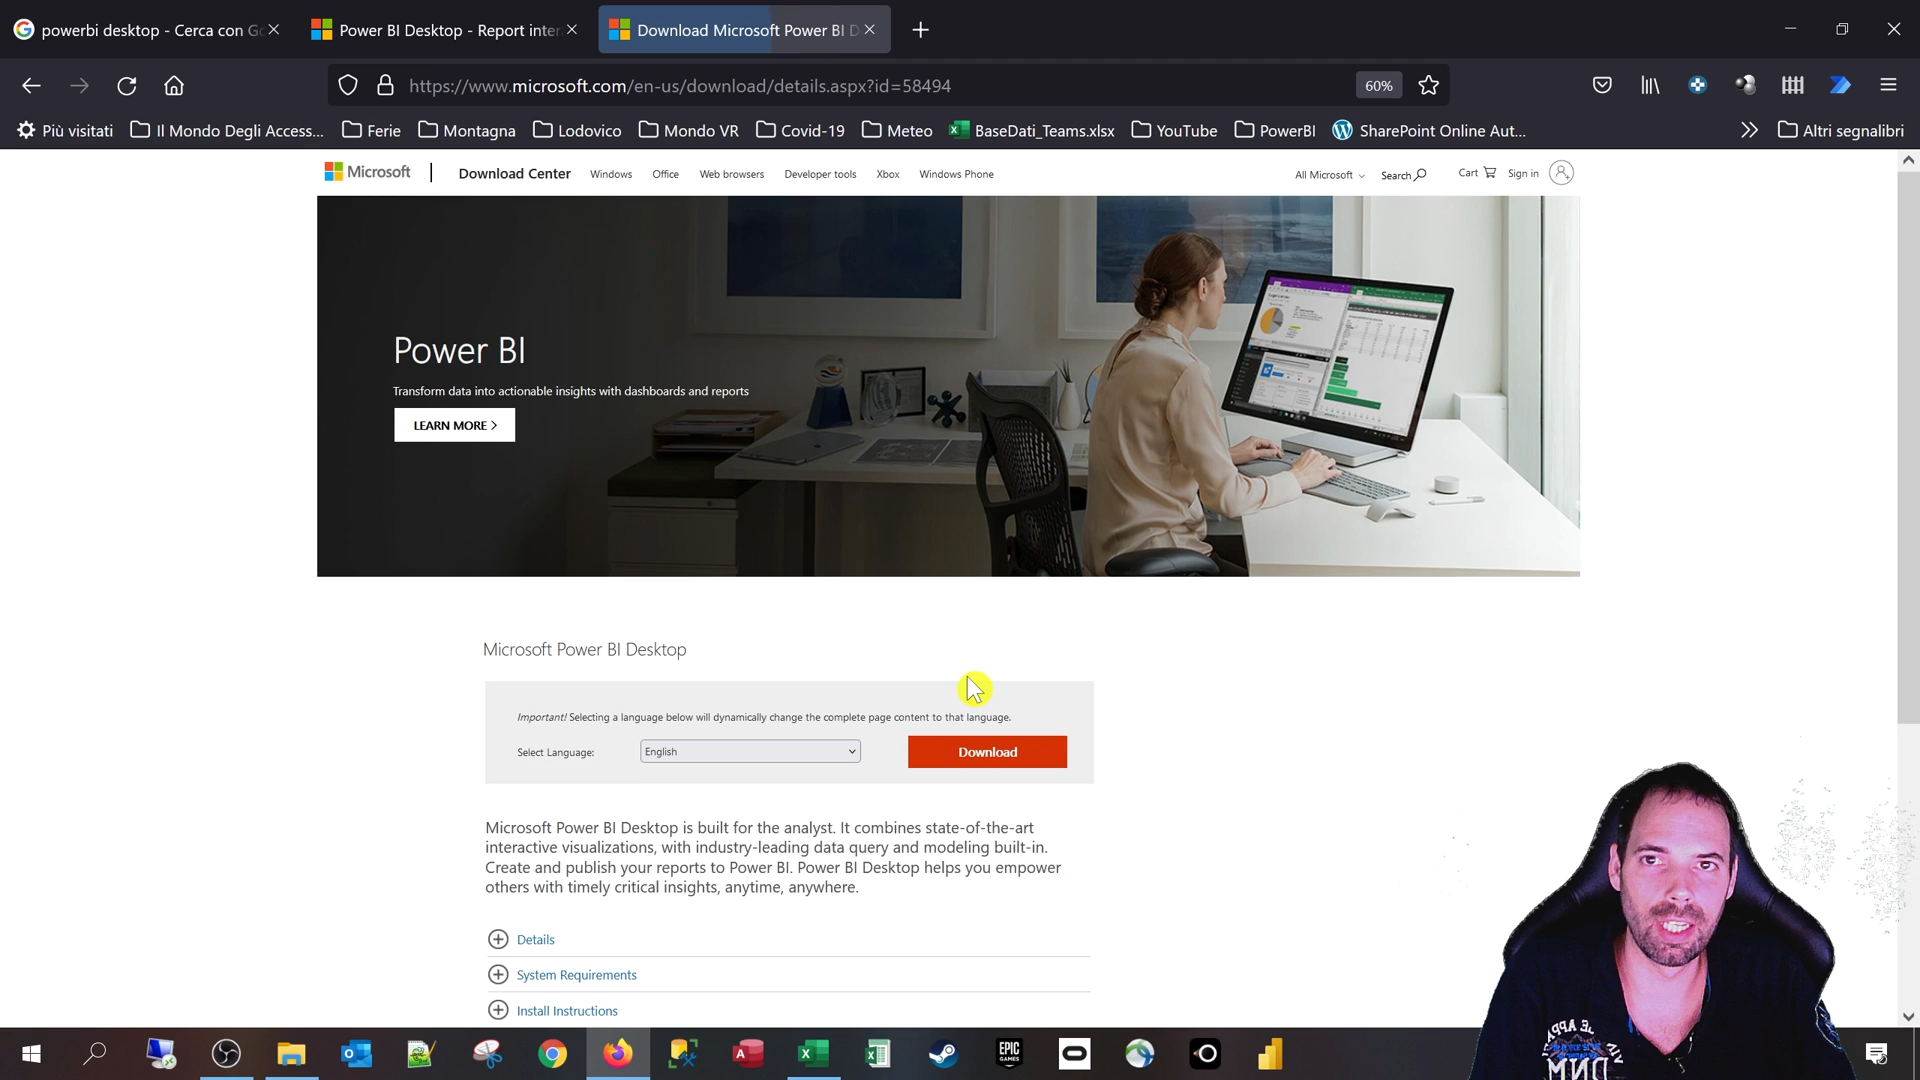 powerbi desktop - Cerca con Go
Power BI Desktop - Report inter
Download Microsoft Power BI D
https://www.microsoft.com/en-us/download/details.aspx?id=58494
60%
Più visitati
Il Mondo Degli Access...
Ferie
Montagna
Lodovico
Mondo VR
Covid-19
Meteo
BaseDati_Teams.xlsx
YouTube
PowerBI
SharePoint Online Aut...
Altri segnalibri
Microsoft
Download Center
Windows
Office
Web browsers
Developer tools
Xbox
Windows Phone
All Microsoft
Search
Cart
Sign in
Power BI
Transform data into actionable insights with dashboards and reports
LEARN MORE >
Microsoft Power BI Desktop
Important! Selecting a language below will dynamically change the complete page content to that language.
Select Language:
English
Download
Microsoft Power BI Desktop is built for the analyst. It combines state-of-the-art
interactive visualizations, with industry-leading data query and modeling built-in.
Create and publish your reports to Power BI. Power BI Desktop helps you empower
others with timely critical insights, anytime, anywhere.
Details
System Requirements
Install Instructions
EPIC
GAMES